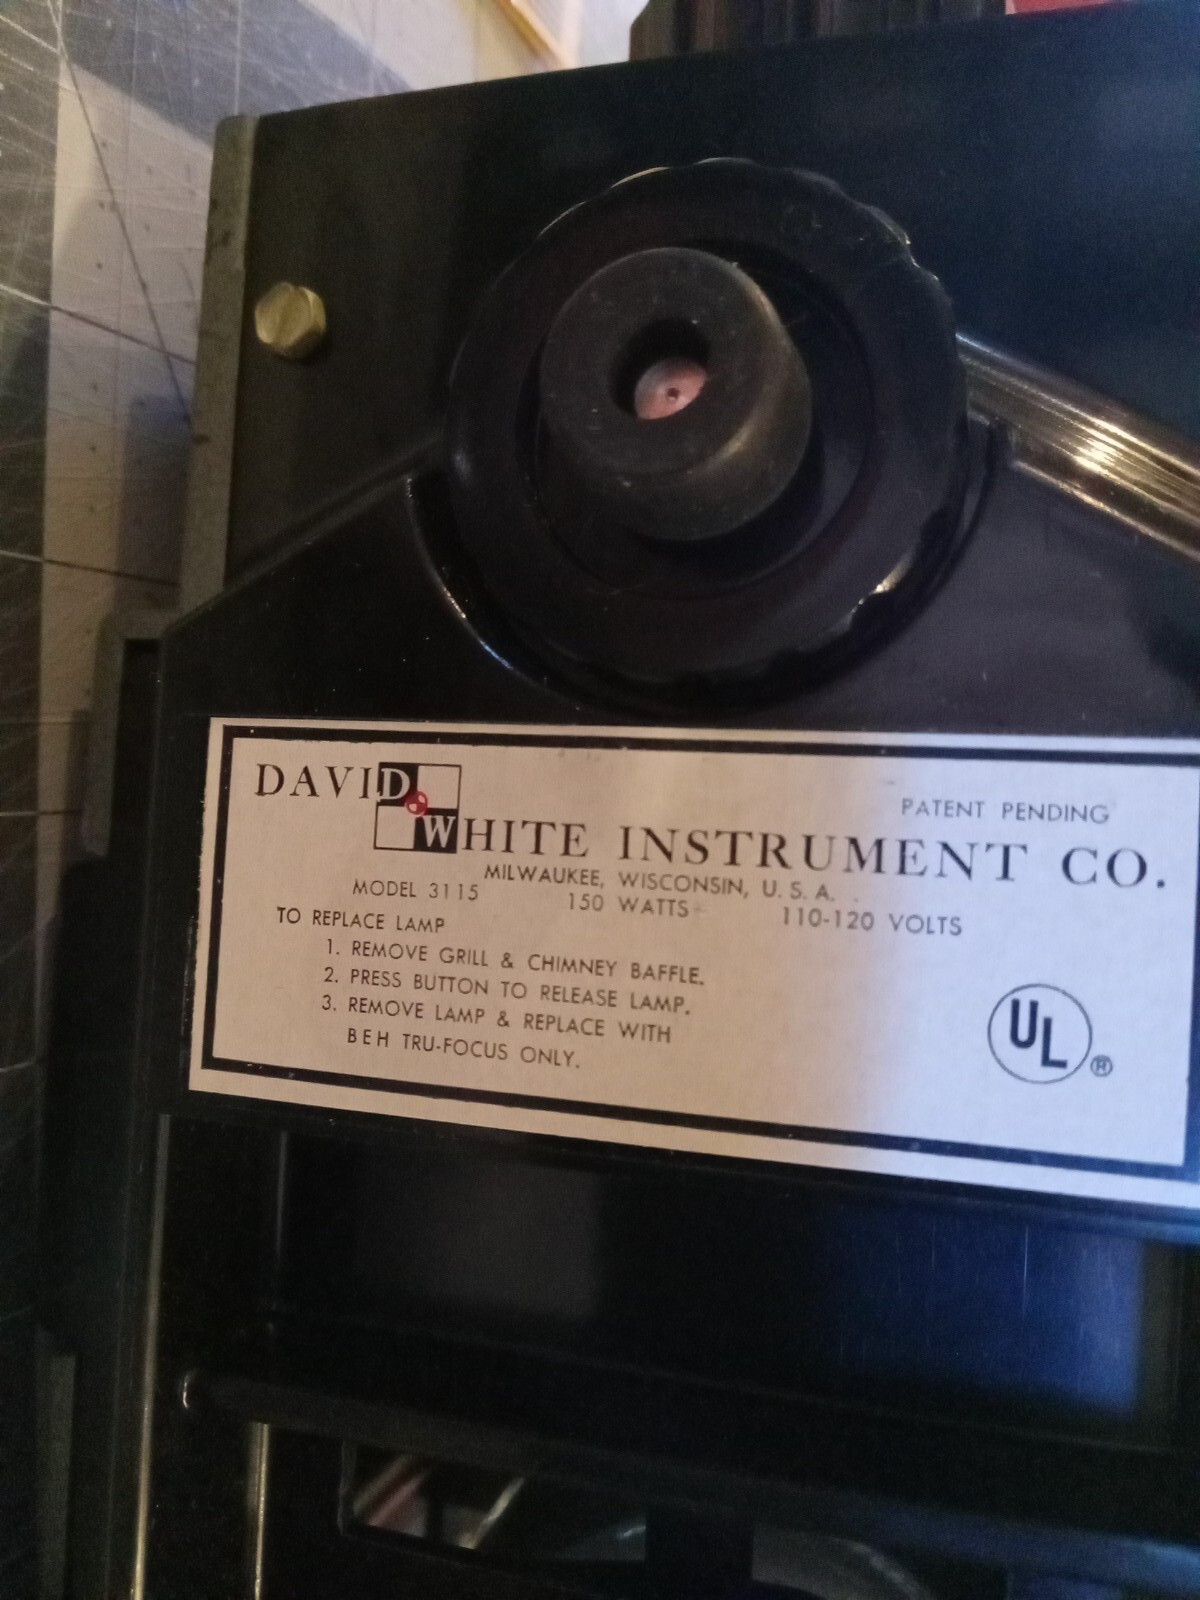 DAVID
WHITE INSTRUMENT CO.
PATENT PENDING
MILWAUKEE, WISCONSIN, U.S.A.
MODEL 3115 150 WATTS 110-120 VOLTS
TO REPLACE LAMP
1. REMOVE GRILL & CHIMNEY BAFFLE.
2. PRESS BUTTON TO RELEASE LAMP.
3. REMOVE LAMP & REPLACE WITH
BEH TRU-FOCUS ONLY.
UL®